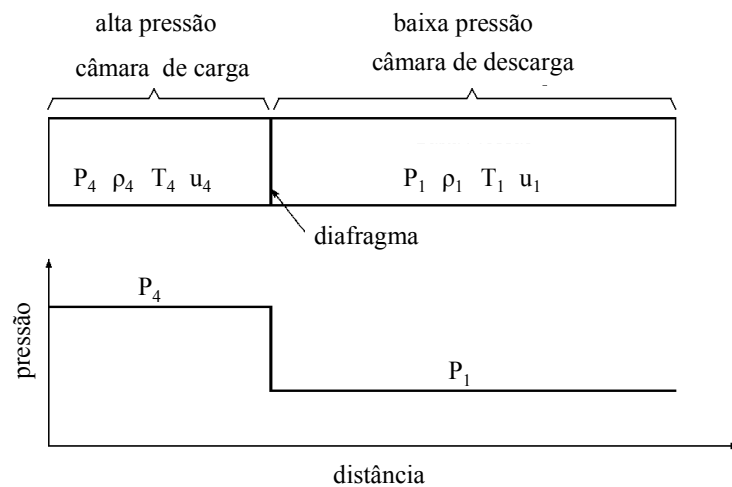 alta pressão
baixa pressão
câmara de carga
câmara de descarga
P₄ ρ₄ T₄ u₄
P₁ ρ₁ T₁ u₁
diafragma
P₄
pressão
P₁
distância